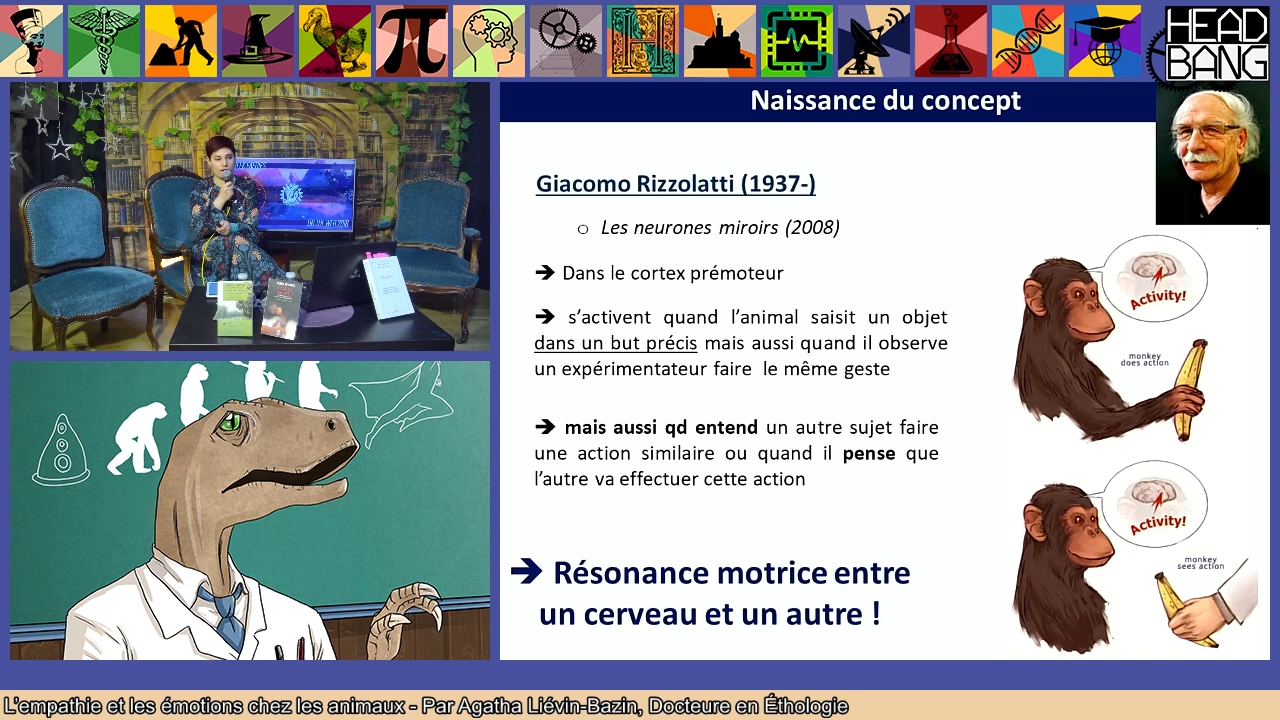 HEAD
BANG
Naissance du concept
Giacomo Rizzolatti (1937-)
o Les neurones miroirs (2008)
➔ Dans le cortex prémoteur
➔ s'activent quand l'animal saisit un objet
dans un but précis mais aussi quand il observe
un expérimentateur faire le même geste
➔ mais aussi qd entend un autre sujet faire
une action similaire ou quand il pense que
l'autre va effectuer cette action
➔ Résonance motrice entre
un cerveau et un autre !
Activity!
monkey
does action
Activity!
monkey
sees action
L'empathie et les émotions chez les animaux - Par Agatha Liévin-Bazin, Docteure en Éthologie